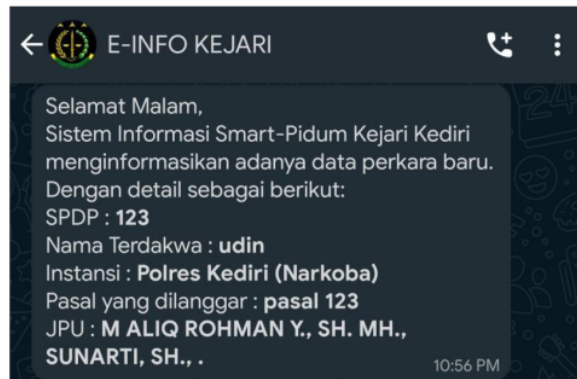 E-INFO KEJARI
Selamat Malam,
Sistem Informasi Smart-Pidum Kejari Kediri
menginformasikan adanya data perkara baru.
Dengan detail sebagai berikut:
SPDP : 123
Nama Terdakwa : udin
Instansi : Polres Kediri (Narkoba)
Pasal yang dilanggar : pasal 123
JPU : M ALIQ ROHMAN Y., SH. MH.,
SUNARTI, SH., .
10:56 PM